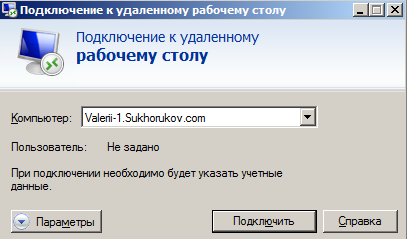 Подключение к удаленному рабочему столу
Подключение к удаленному
рабочему столу
Компьютер: Valerii-1.Sukhorukov.com
Пользователь: Не задано
При подключении необходимо будет указать учетные
данные.
Параметры Подключить Справка